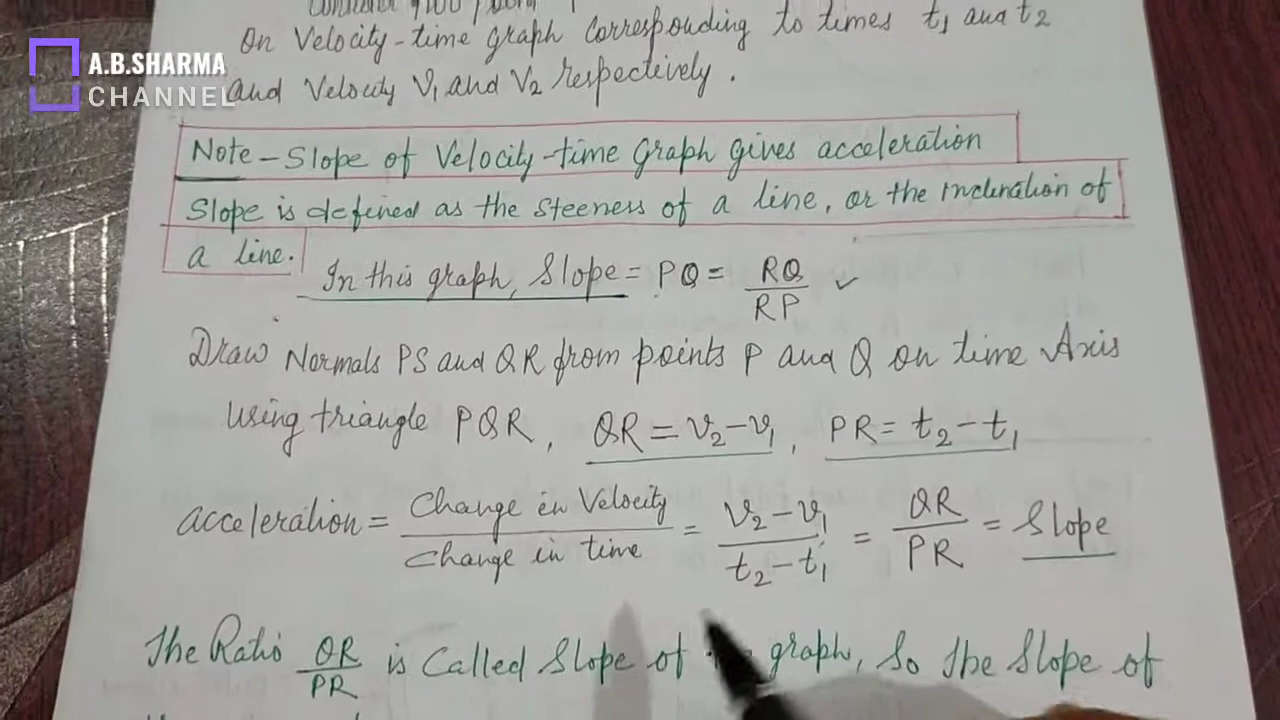 On Velocity-time graph corresponding to times t₁ and t₂
A.B.SHARMA
CHANNEL
and Velocity V₁ and V₂ respectively.
Note - Slope of Velocity-time Graph gives acceleration
Slope is defined as the steeness of a line, or the Inclination of
a line.
In this graph, Slope = PQ = RQ/RP ✓
Draw Normals PS and QR from points P and Q on time Axis
Using triangle PQR, QR = v₂-v₁, PR = t₂-t₁
acceleration = Change in Velocity/Change in time = v₂-v₁/t₂-t₁ = QR/PR = Slope
The Ratio QR/PR is Called Slope of graph, So the Slope of